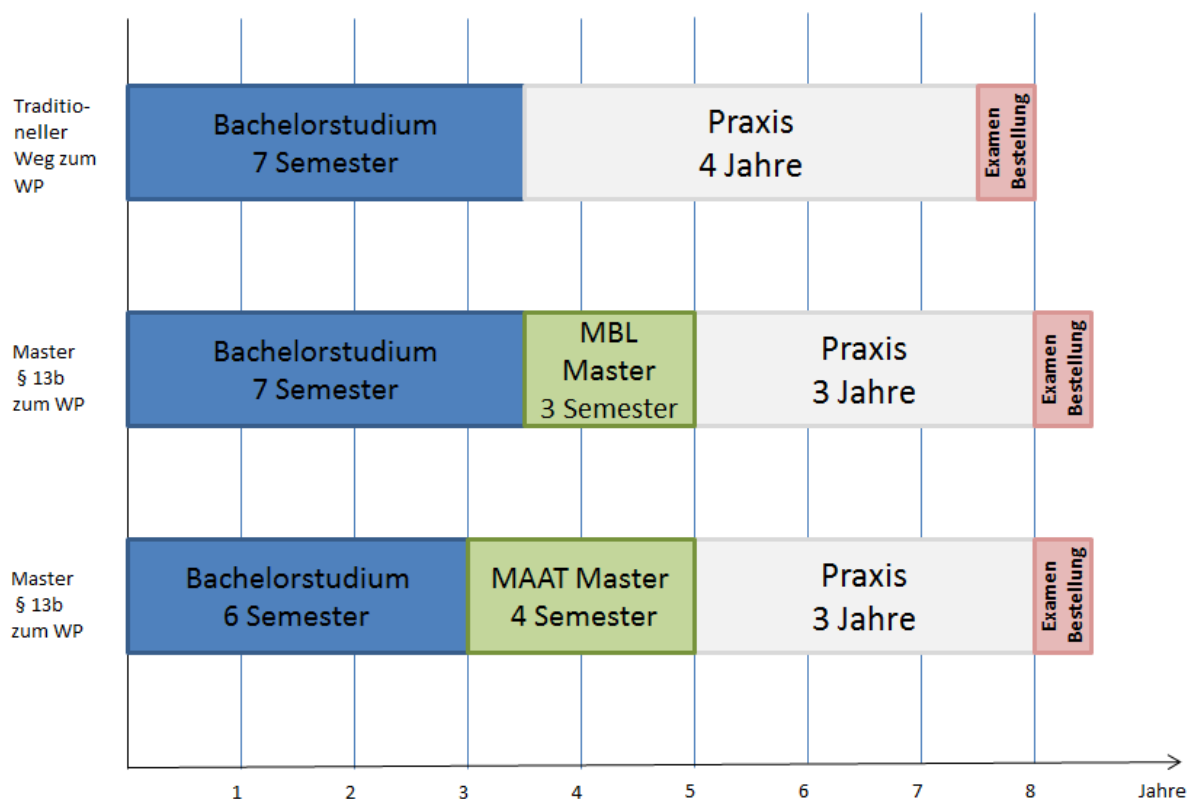 Traditio-
neller
Weg zum
WP
Bachelorstudium
7 Semester
Praxis
4 Jahre
Examen
Bestellung
Master
§ 13b
zum WP
Bachelorstudium
7 Semester
MBL
Master
3 Semester
Praxis
3 Jahre
Examen
Bestellung
Master
§ 13b
zum WP
Bachelorstudium
6 Semester
MAAT Master
4 Semester
Praxis
3 Jahre
Examen
Bestellung
1 2 3 4 5 6 7 8 Jahre